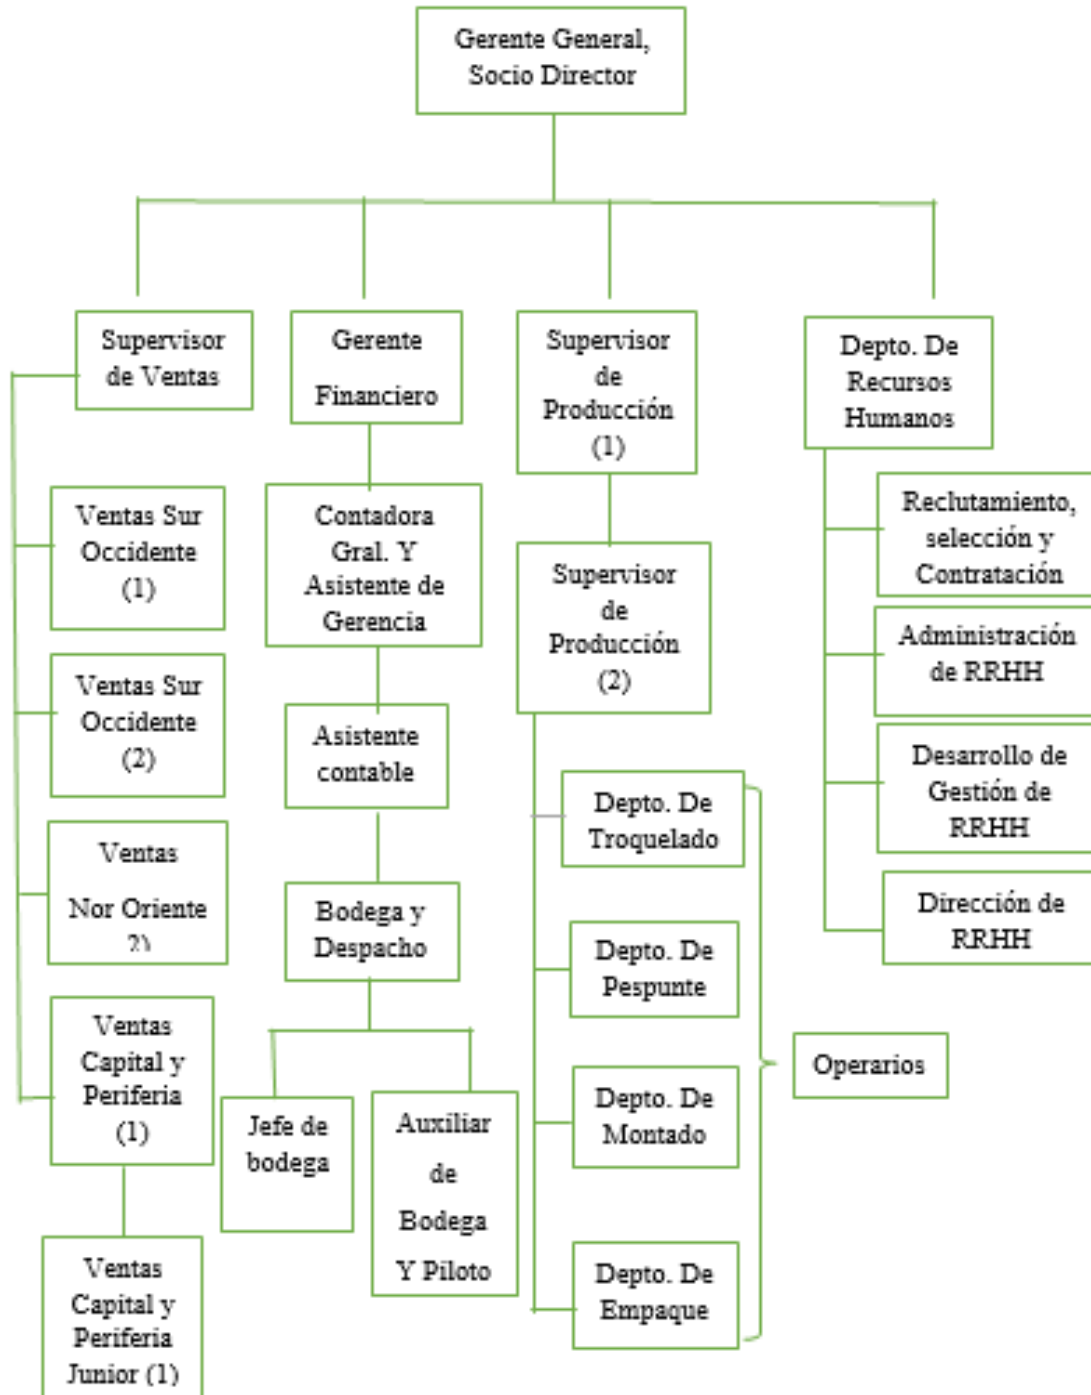 Gerente General,
Socio Director
Supervisor
de Ventas
Ventas Sur
Occidente
(1)
Ventas Sur
Occidente
(2)
Ventas
Nor Oriente
2)
Ventas
Capital y
Periferia
(1)
Ventas
Capital y
Periferia
Junior (1)
Gerente
Financiero
Contadora
Gral. Y
Asistente de
Gerencia
Asistente
contable
Bodega y
Despacho
Jefe de
bodega
Auxiliar
de
Bodega
Y Piloto
Supervisor
de
Producción
(1)
Supervisor
de
Producción
(2)
Depto. De
Troquelado
Depto. De
Pespunte
Depto. De
Montado
Depto. De
Empaque
Operarios
Depto. De
Recursos
Humanos
Reclutamiento,
selección y
Contratación
Administración
de RRHH
Desarrollo de
Gestión de
RRHH
Dirección de
RRHH